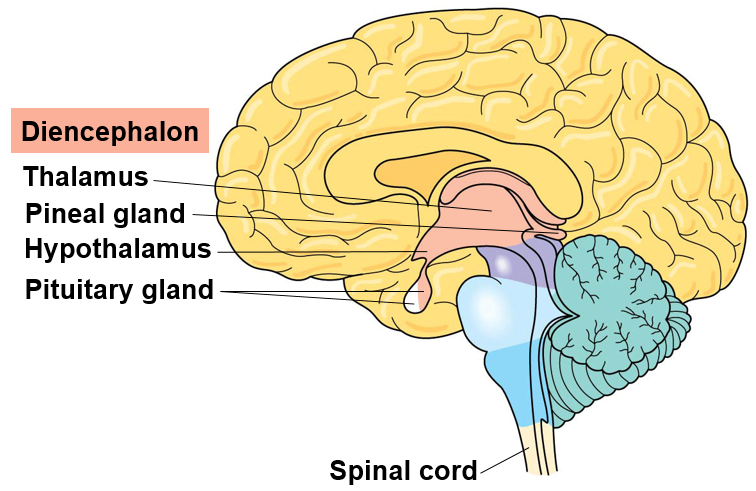 Diencephalon
Thalamus
Pineal gland
Hypothalamus
Pituitary gland
Spinal cord